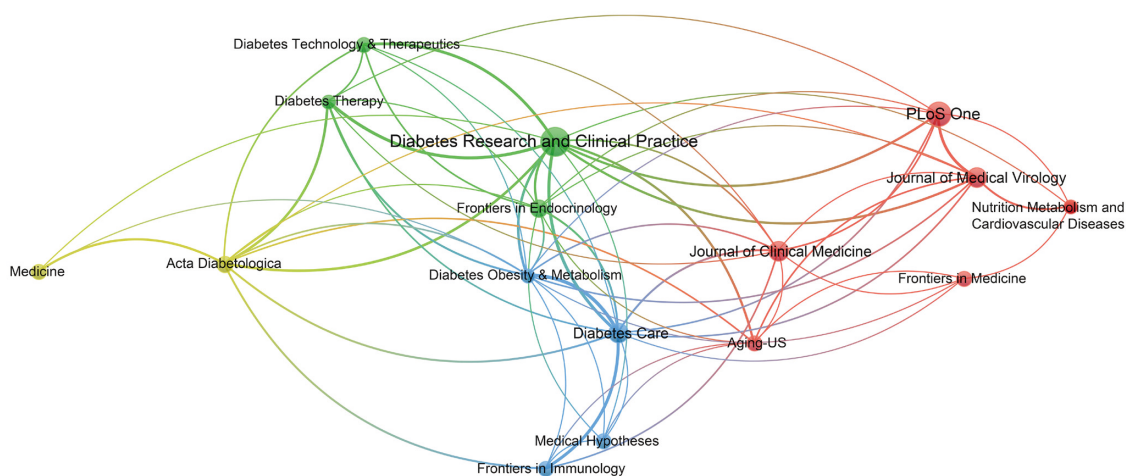 Diabetes Technology & Therapeutics
Diabetes Therapy
PLoS One
Diabetes Research and Clinical Practice
Journal of Medical Virology
Frontiers in Endocrinology
Nutrition Metabolism and
Cardiovascular Diseases
Journal of Clinical Medicine
Acta Diabetologica
Medicine
Diabetes Obesity & Metabolism
Frontiers in Medicine
Diabetes Care
Aging-US
Medical Hypotheses
Frontiers in Immunology